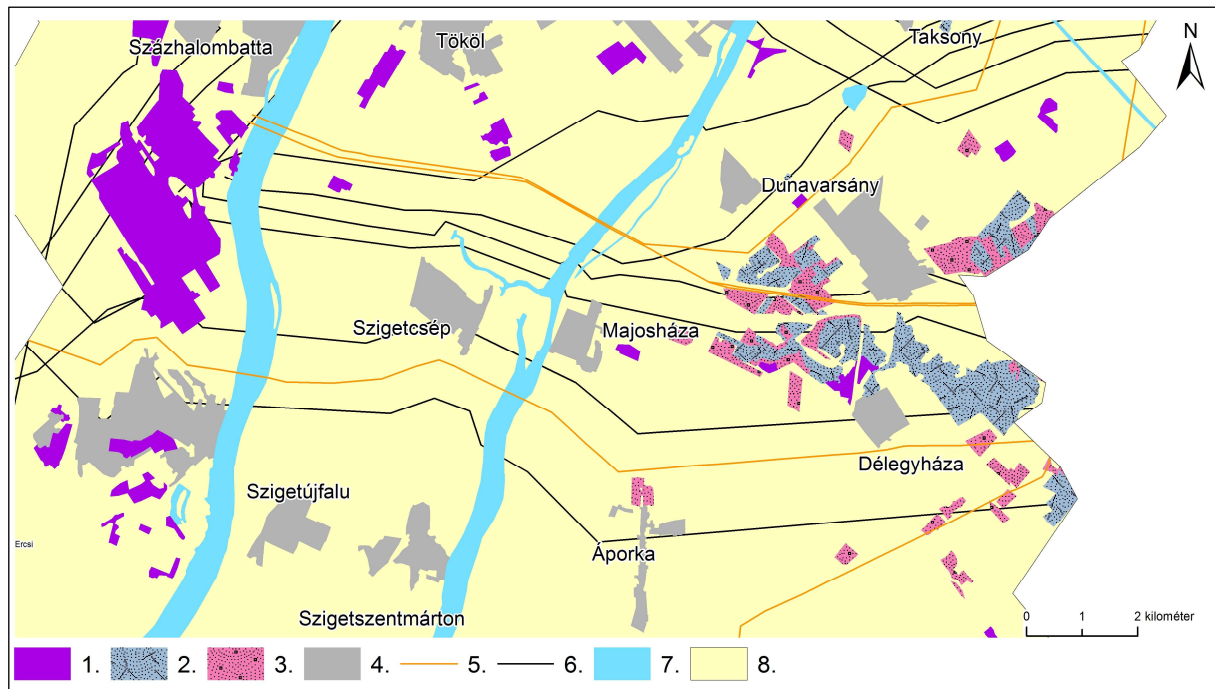 Százhalombatta
Tököl
Taksony
N
Dunavarsány
Szigetcsép
Majosháza
Délegyháza
Szigetújfalu
Ercsi
Áporka
Szigetszentmárton
0 1 2 kilométer
1. 2. 3. 4. 5. 6. 7. 8.